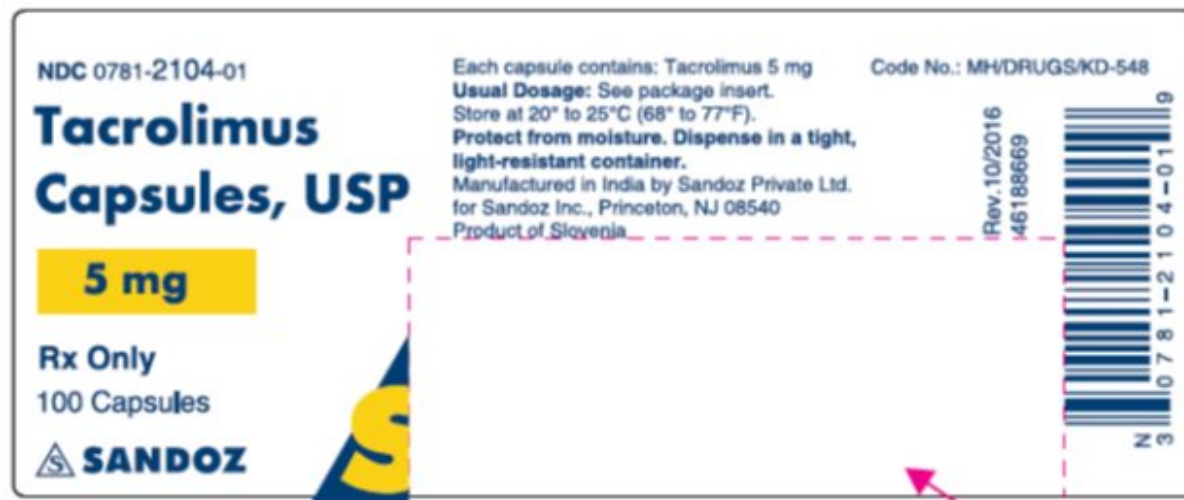 NDC 0781-2104-01
Tacrolimus
Capsules, USP
5 mg
Rx Only
100 Capsules
S SANDOZ
S
Each capsule contains: Tacrolimus 5 mg
Usual Dosage: See package insert.
Store at 20° to 25°C (68° to 77°F).
Protect from moisture. Dispense in a tight,
light-resistant container.
Manufactured in India by Sandoz Private Ltd.
for Sandoz Inc., Princeton, NJ 08540
Product of Slovenia
Code No.: MH/DRUGS/KD-548
Rev.10/2016
46188669
N
3 0781-2104-01 9